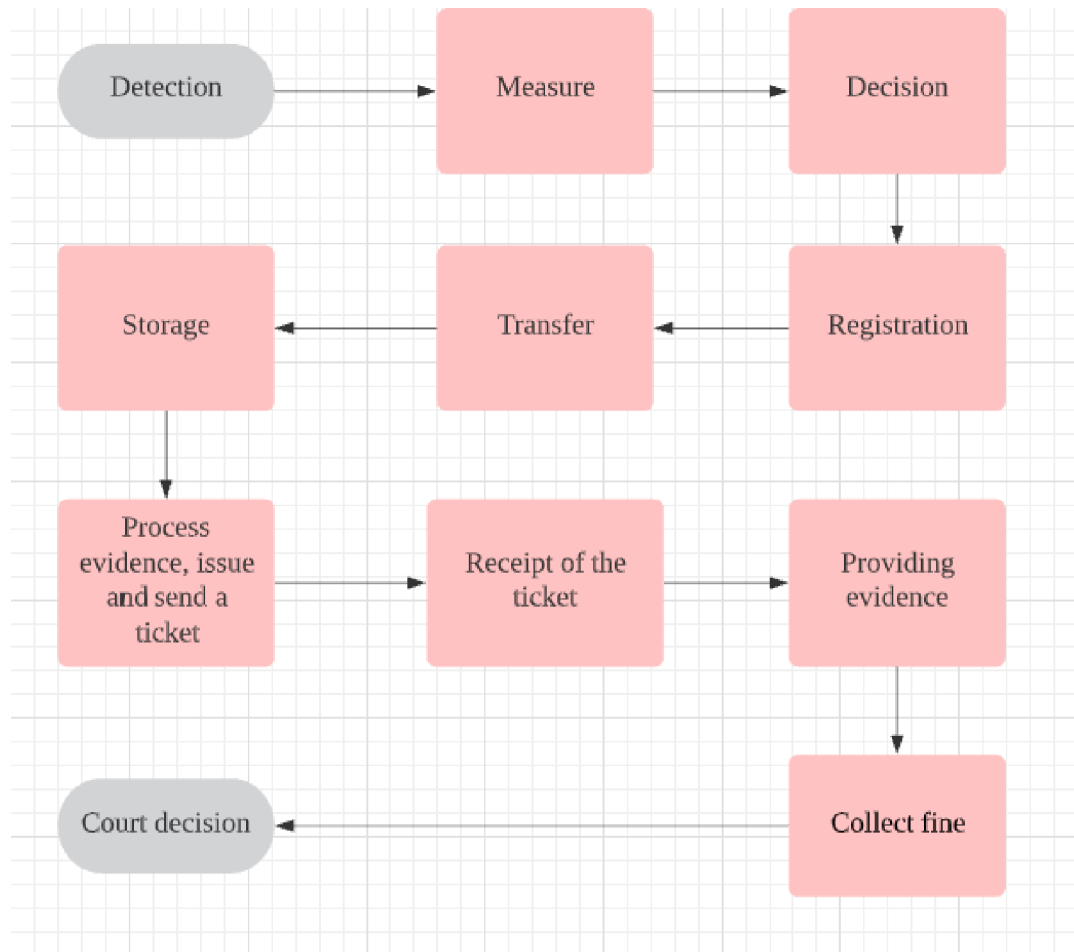 Detection
Measure
Decision
Storage
Transfer
Registration
Process
evidence, issue
and send a
ticket
Receipt of the
ticket
Providing
evidence
Court decision
Collect fine